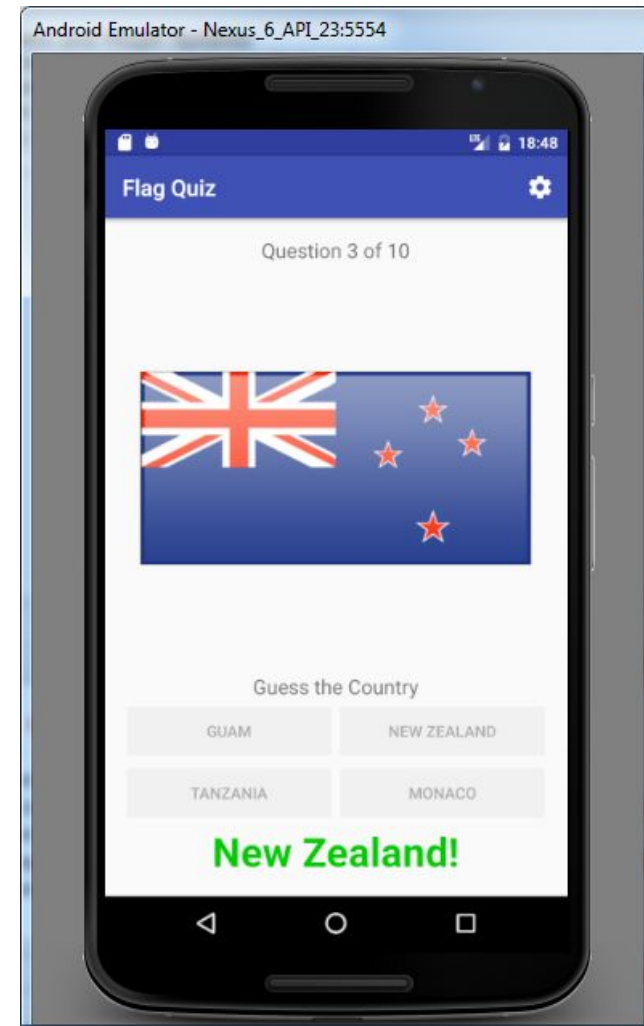 Android Emulator - Nexus_6_API_23:5554
LTE 18:48
Flag Quiz
Question 3 of 10
Guess the Country
GUAM NEW ZEALAND
TANZANIA MONACO
New Zealand!